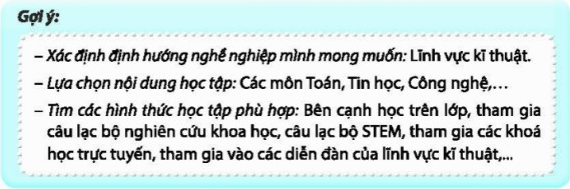 Gợi ý:
– Xác định định hướng nghề nghiệp mình mong muốn: Lĩnh vực kĩ thuật.
– Lựa chọn nội dung học tập: Các môn Toán, Tin học, Công nghệ,...
– Tìm các hình thức học tập phù hợp: Bên cạnh học trên lớp, tham gia
câu lạc bộ nghiên cứu khoa học, câu lạc bộ STEM, tham gia các khoá
học trực tuyến, tham gia vào các diễn đàn của lĩnh vực kĩ thuật,...